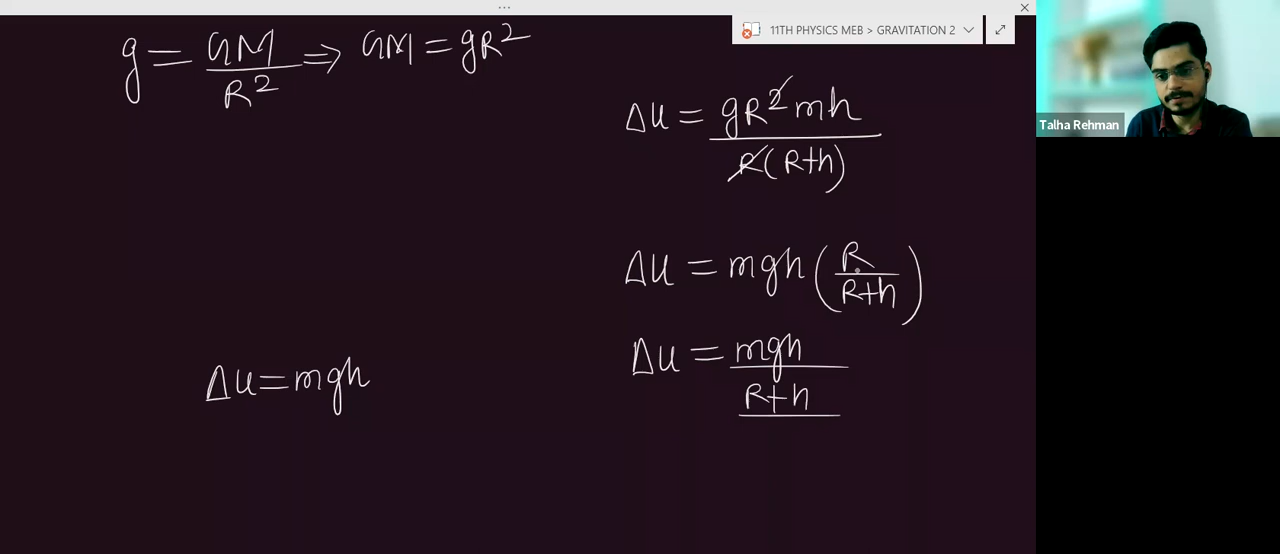 11TH PHYSICS MEB > GRAVITATION 2
g = GM/R² ⇒ GM = gR²
Talha Rehman
Δu = gR²mh / R(R+h)
Δu = mgh (R/R+h)
Δu = mgh / R+h
Δu = mgh